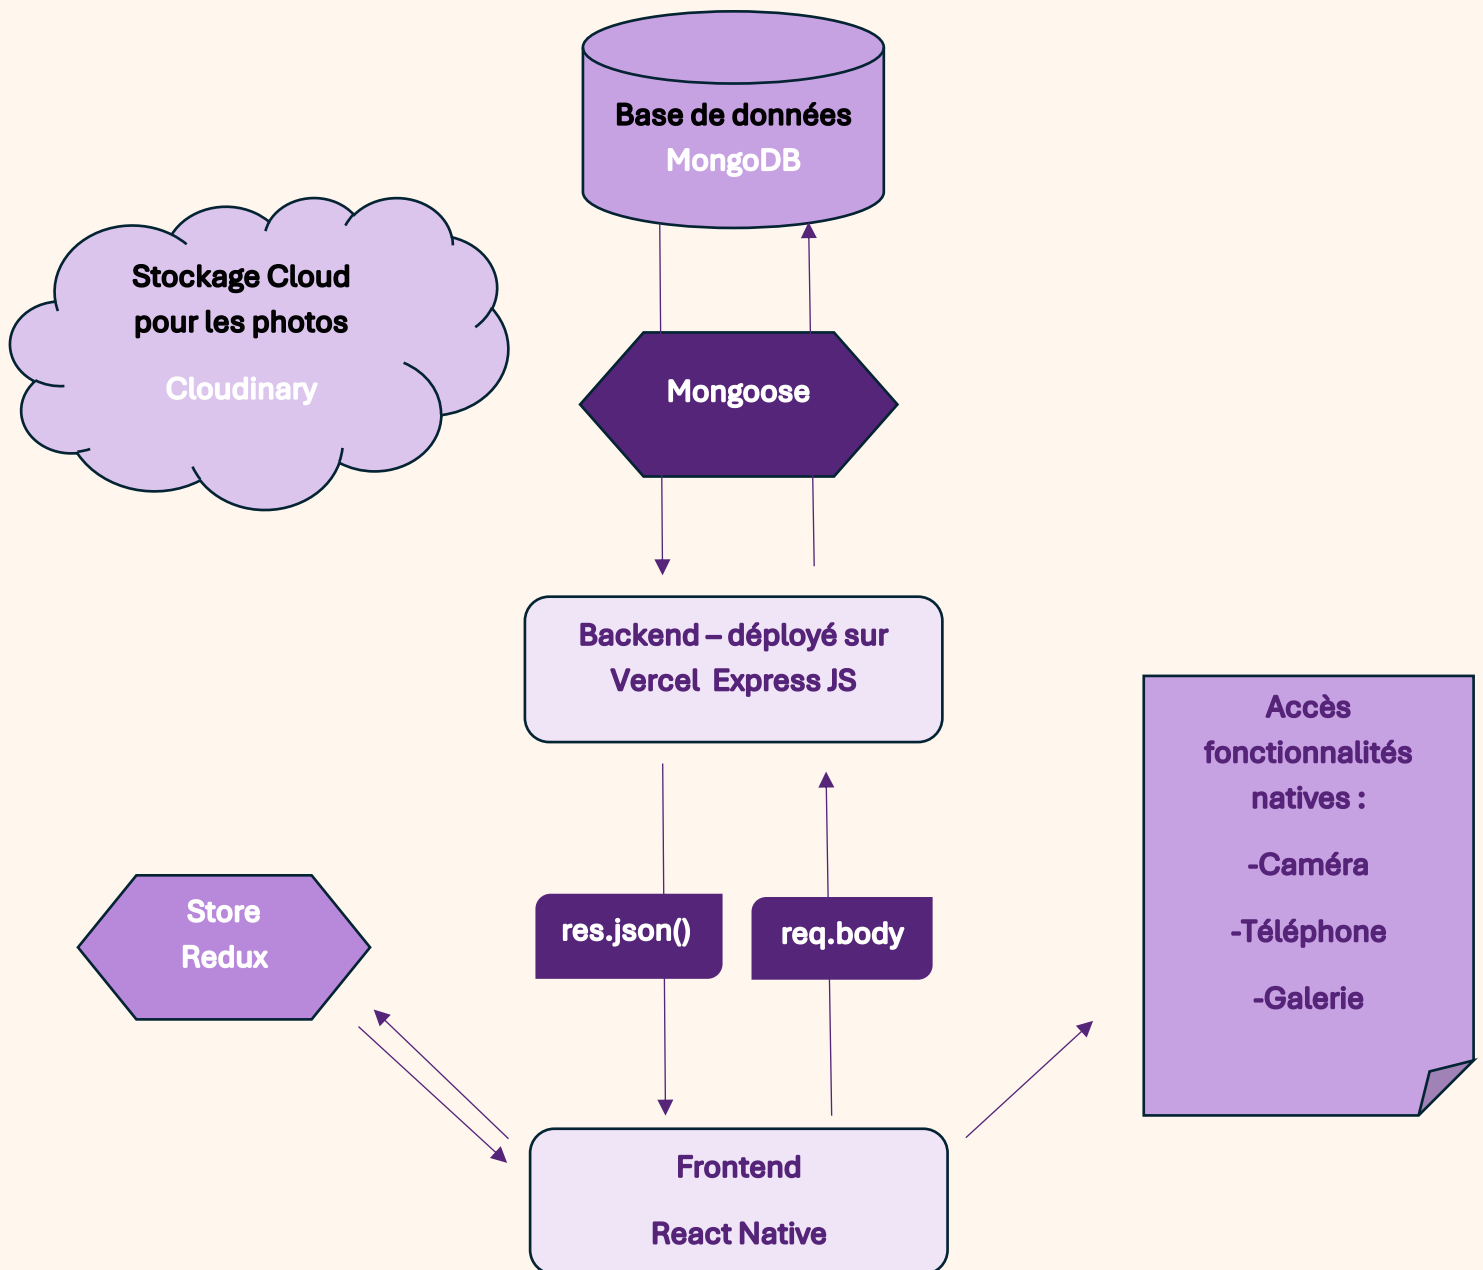 Base de données
MongoDB
Stockage Cloud
pour les photos
Cloudinary
Mongoose
Backend – déployé sur
Vercel  Express JS
Accès
fonctionnalités
natives :
-Caméra
-Téléphone
-Galerie
Store
Redux
res.json()
req.body
Frontend
React Native